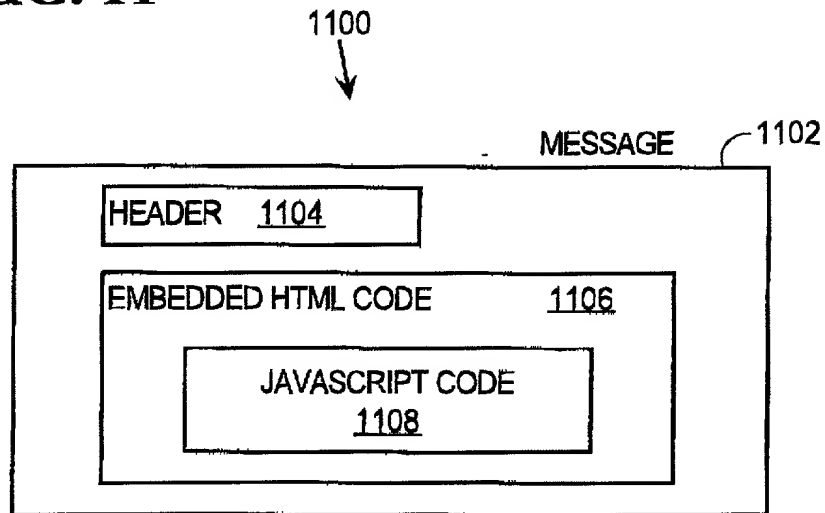 1100
MESSAGE 1102
HEADER 1104
EMBEDDED HTML CODE 1106
JAVASCRIPT CODE
1108